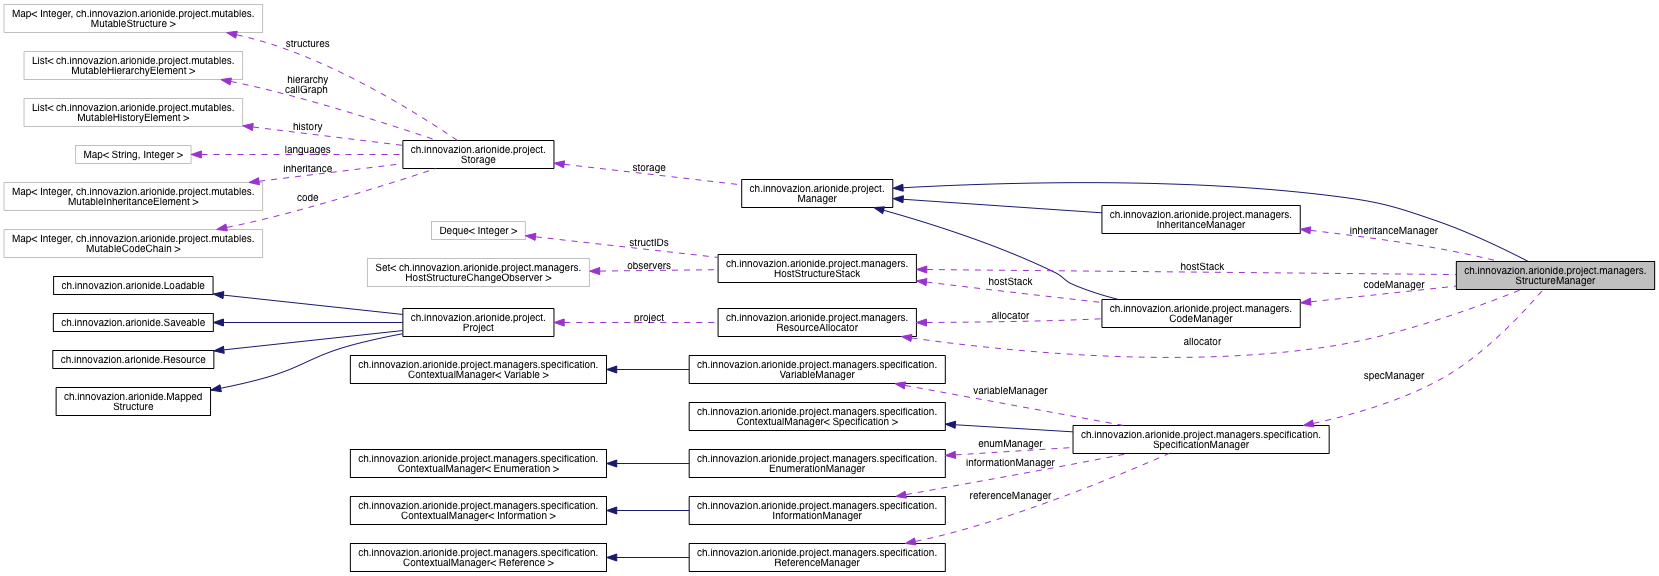 Map< Integer, ch.innovazion.arionide.project.mutables.
MutableStructure >
structures
List< ch.innovazion.arionide.project.mutables.
MutableHierarchyElement >
hierarchy
callGraph
List< ch.innovazion.arionide.project.mutables.
MutableHistoryElement >
history
Map< String, Integer >
languages
Map< Integer, ch.innovazion.arionide.project.mutables.
MutableInheritanceElement >
inheritance
Map< Integer, ch.innovazion.arionide.project.mutables.
MutableCodeChain >
code
ch.innovazion.arionide.project.
Storage
storage
ch.innovazion.arionide.project.
Manager
ch.innovazion.arionide.project.managers.
InheritanceManager
inheritanceManager
Deque< Integer >
structIDs
Set< ch.innovazion.arionide.project.managers.
HostStructureChangeObserver >
observers
ch.innovazion.arionide.project.managers.
HostStructureStack
hostStack
hostStack
ch.innovazion.arionide.project.managers.
StructureManager
codeManager
ch.innovazion.arionide.project.managers.
CodeManager
allocator
allocator
ch.innovazion.arionide.Loadable
ch.innovazion.arionide.Saveable
ch.innovazion.arionide.Resource
ch.innovazion.arionide.Mapped
Structure
ch.innovazion.arionide.project.
Project
project
ch.innovazion.arionide.project.managers.
ResourceAllocator
ch.innovazion.arionide.project.managers.specification.
ContextualManager< Variable >
ch.innovazion.arionide.project.managers.specification.
VariableManager
variableManager
specManager
ch.innovazion.arionide.project.managers.specification.
ContextualManager< Specification >
ch.innovazion.arionide.project.managers.specification.
SpecificationManager
enumManager
ch.innovazion.arionide.project.managers.specification.
ContextualManager< Enumeration >
ch.innovazion.arionide.project.managers.specification.
EnumerationManager
informationManager
ch.innovazion.arionide.project.managers.specification.
ContextualManager< Information >
ch.innovazion.arionide.project.managers.specification.
InformationManager
referenceManager
ch.innovazion.arionide.project.managers.specification.
ContextualManager< Reference >
ch.innovazion.arionide.project.managers.specification.
ReferenceManager